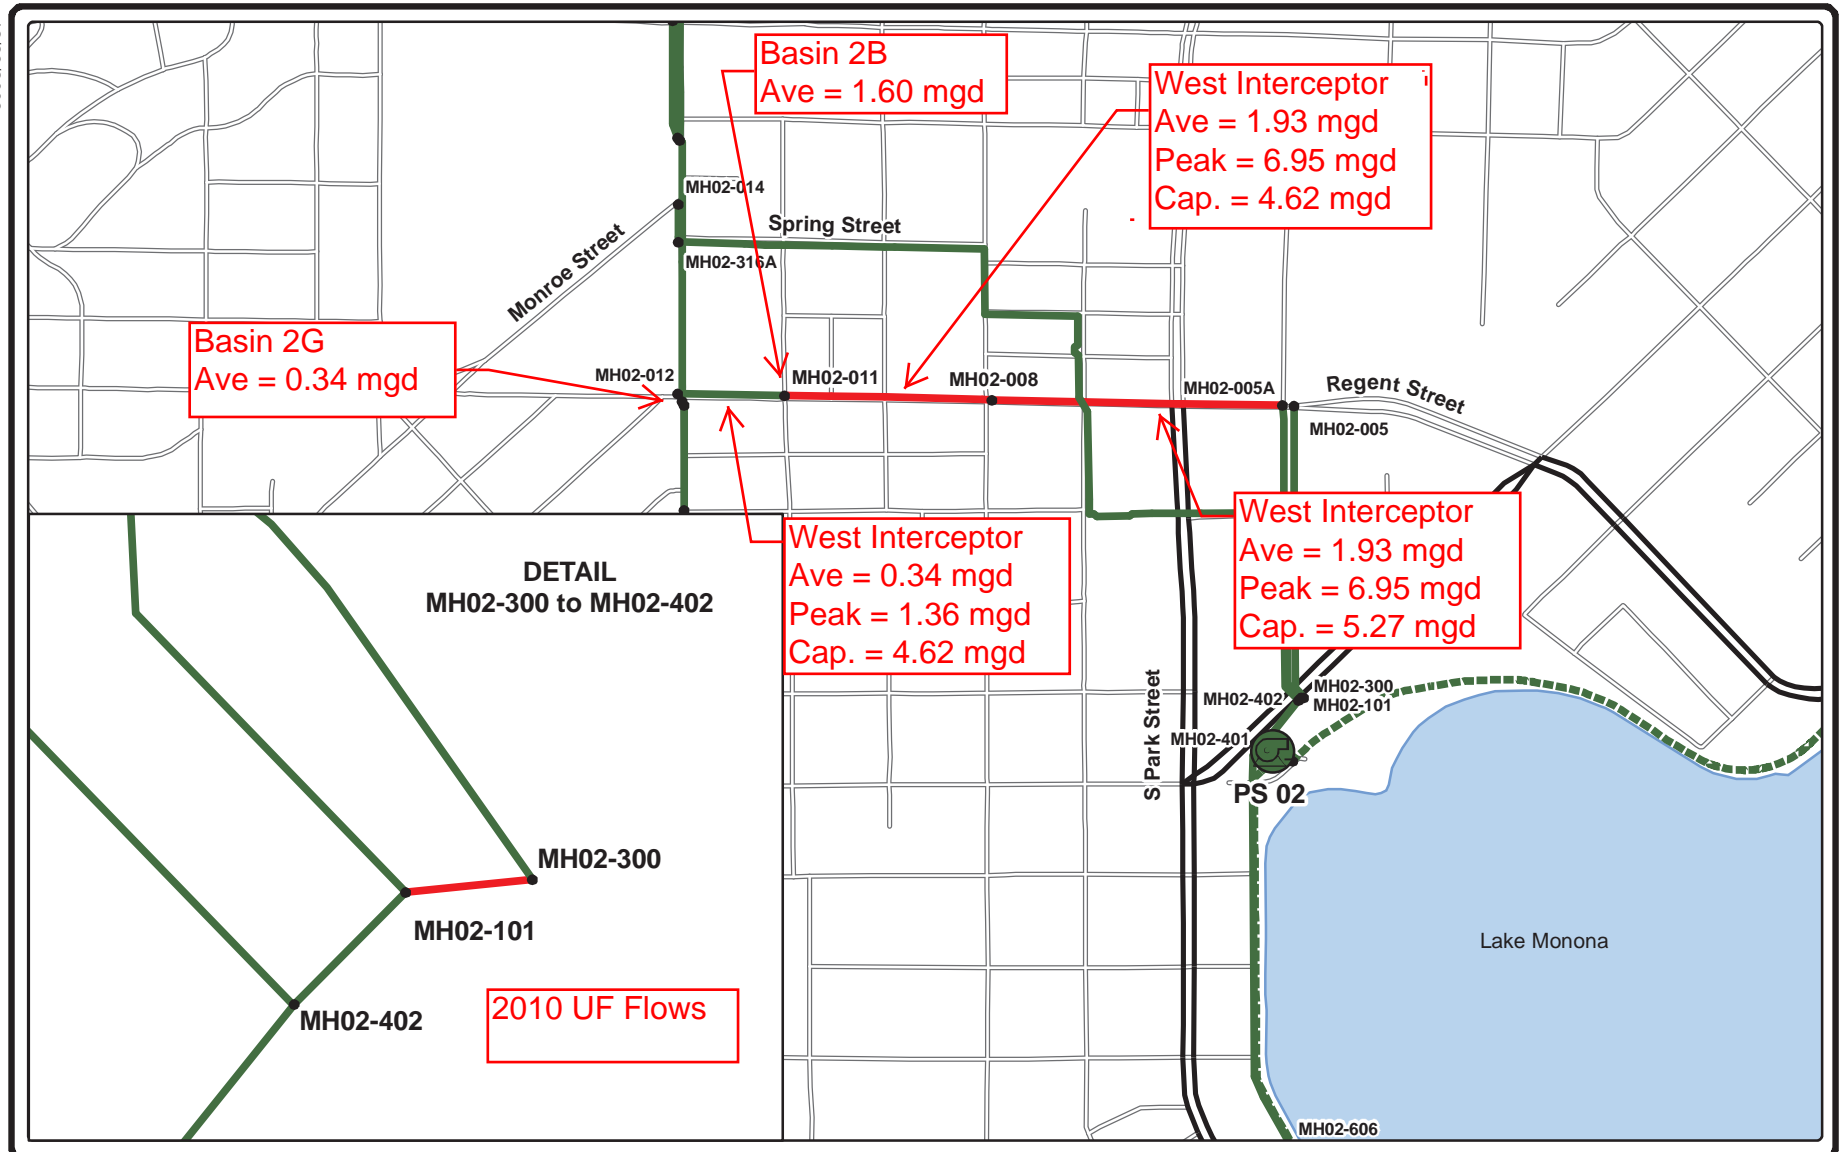 Basin 2B
Ave = 1.60 mgd
West Interceptor
Ave = 1.93 mgd
Peak = 6.95 mgd
Cap. = 4.62 mgd
MH02-014
Spring Street
Monroe Street
MH02-316A
Basin 2G
Ave = 0.34 mgd
MH02-012
MH02-011
MH02-008
MH02-005A
Regent Street
MH02-005
West Interceptor
Ave = 0.34 mgd
Peak = 1.36 mgd
Cap. = 4.62 mgd
West Interceptor
Ave = 1.93 mgd
Peak = 6.95 mgd
Cap. = 5.27 mgd
DETAIL
MH02-300 to MH02-402
S Park Street
MH02-402
MH02-300
MH02-101
MH02-401
PS 02
MH02-300
MH02-101
MH02-402
2010 UF Flows
Lake Monona
MH02-606